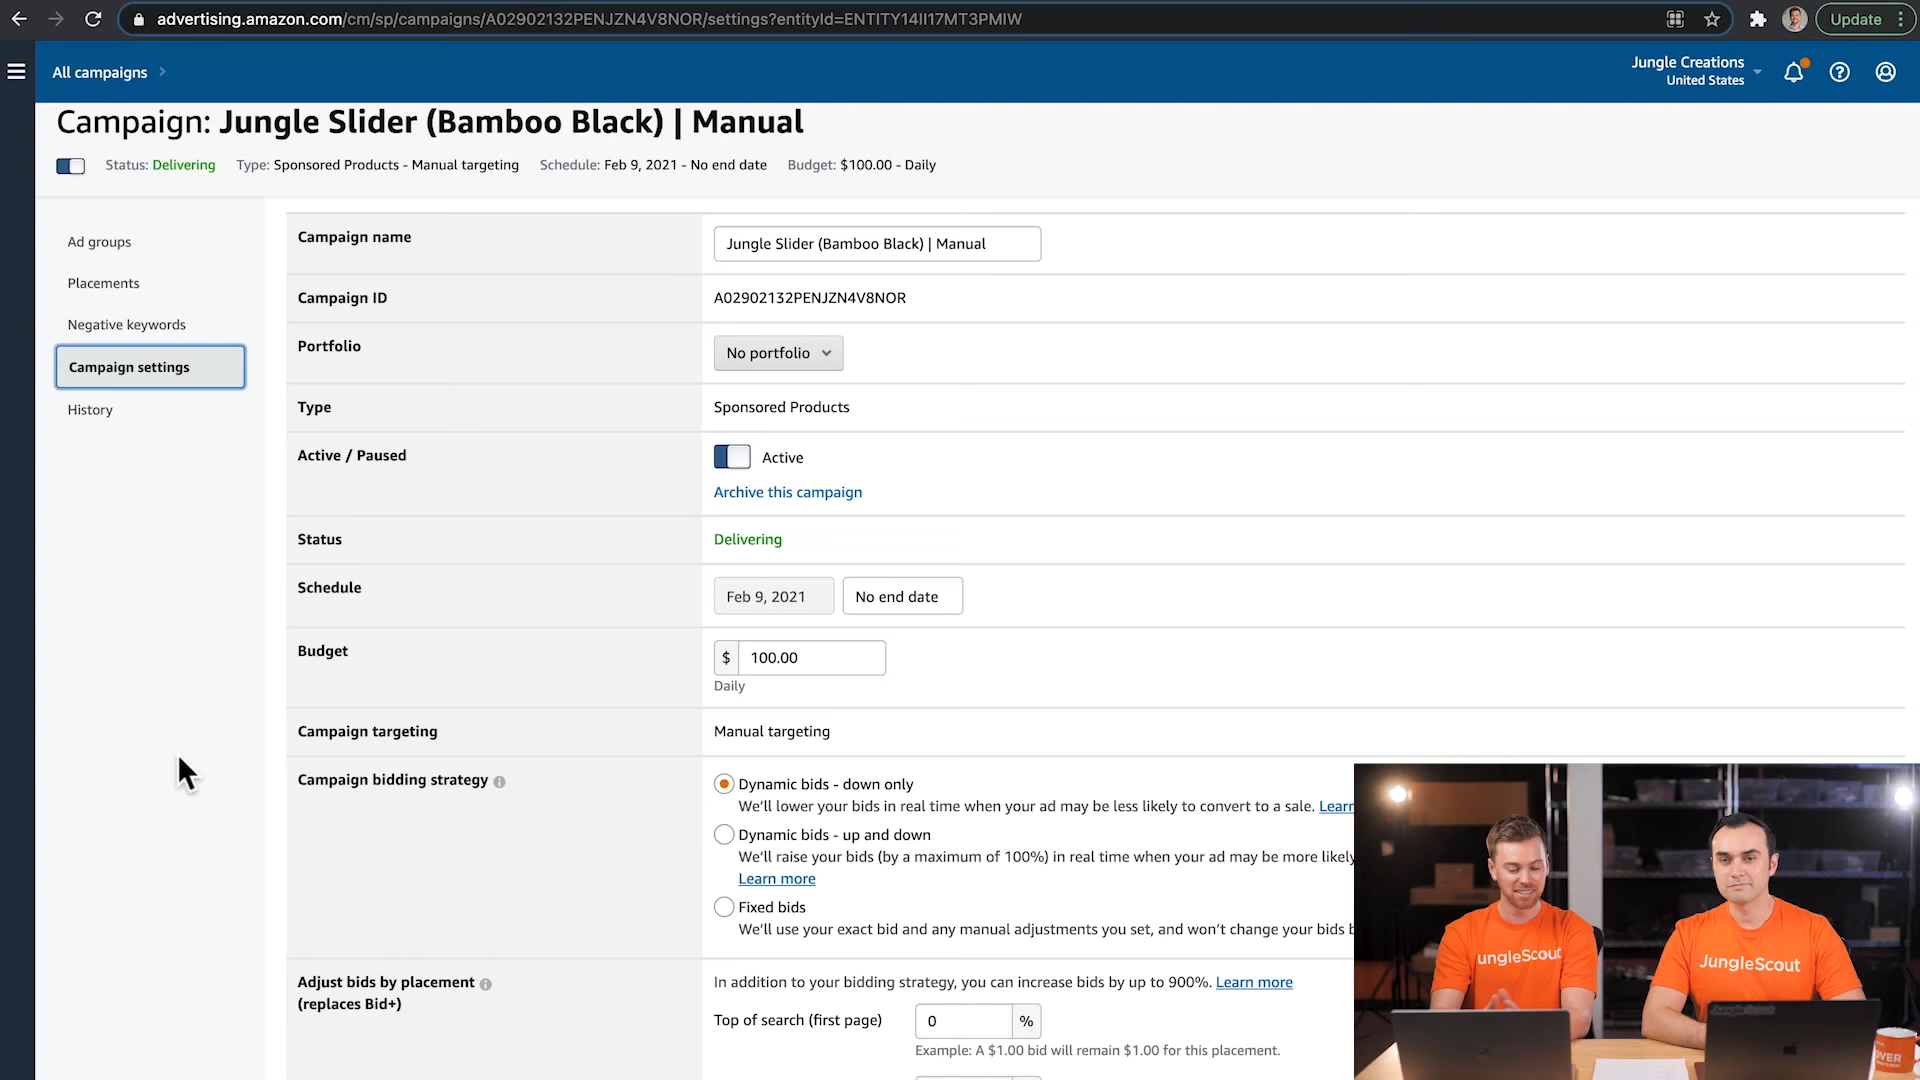 advertising.amazon.com/cm/sp/campaigns/A02902132PENJZN4V8NOR/settings?entityId=ENTITY14II17MT3PMIW
Update
All campaigns
Jungle Creations
United States
Campaign: Jungle Slider (Bamboo Black) | Manual
Status: Delivering Type: Sponsored Products - Manual targeting Schedule: Feb 9, 2021 - No end date Budget: $100.00 - Daily
Ad groups
Placements
Negative keywords
Campaign settings
History
Campaign name
Jungle Slider (Bamboo Black) | Manual
Campaign ID
A02902132PENJZN4V8NOR
Portfolio
No portfolio
Type
Sponsored Products
Active / Paused
Active
Archive this campaign
Status
Delivering
Schedule
Feb 9, 2021
No end date
Budget
$ 100.00
Daily
Campaign targeting
Manual targeting
Campaign bidding strategy
Dynamic bids - down only
We'll lower your bids in real time when your ad may be less likely to convert to a sale. Learn
Dynamic bids - up and down
We'll raise your bids (by a maximum of 100%) in real time when your ad may be more likely
Learn more
Fixed bids
We'll use your exact bid and any manual adjustments you set, and won't change your bids b
Adjust bids by placement
(replaces Bid+)
In addition to your bidding strategy, you can increase bids by up to 900%. Learn more
Top of search (first page)
0 %
Example: A $1.00 bid will remain $1.00 for this placement.
ungleScout
JungleScout
OVER